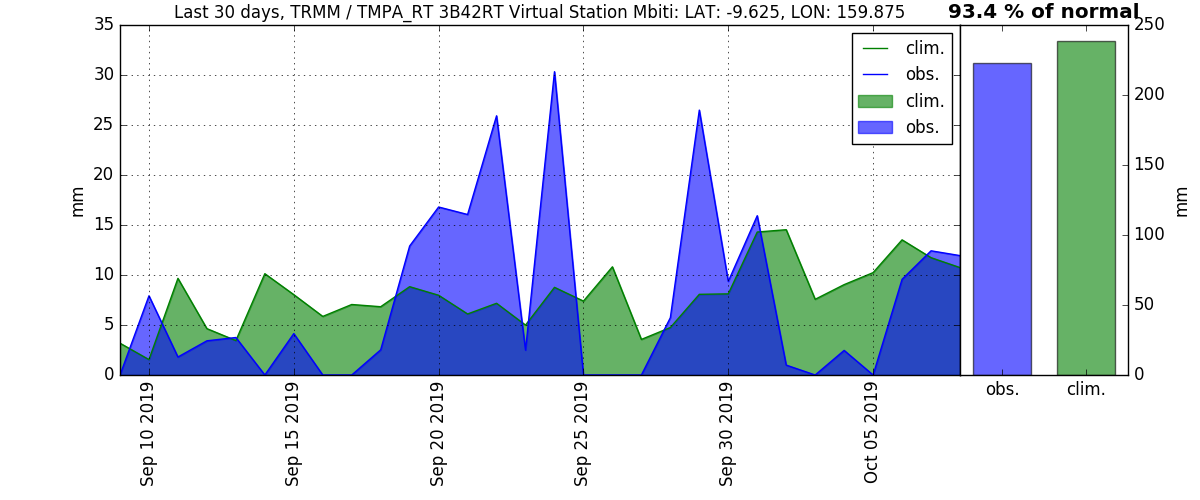 Last 30 days, TRMM / TMPA_RT 3B42RT Virtual Station Mbiti: LAT: -9.625, LON: 159.875
93.4 % of normal
35
30
25
20
15
10
5
0
mm
clim.
obs.
clim.
obs.
Sep 10 2019
Sep 15 2019
Sep 20 2019
Sep 25 2019
Sep 30 2019
Oct 05 2019
250
200
150
100
50
0
mm
obs.
clim.